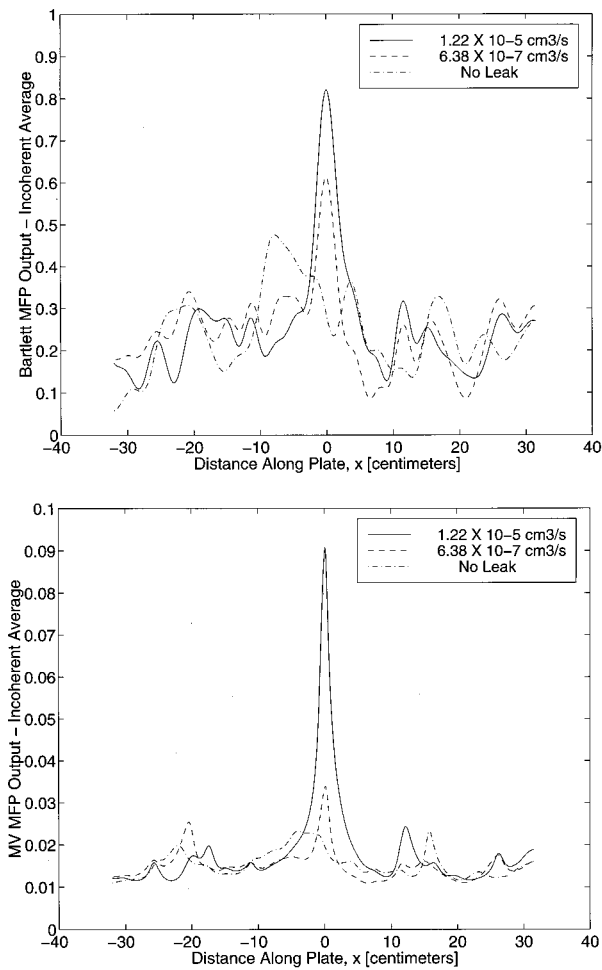 1
0.9
0.8
0.7
0.6
0.5
0.4
0.3
0.2
0.1
0
Bartlett MFP Output − Incoherent Average
1.22 X 10−5 cm3/s
6.38 X 10−7 cm3/s
No Leak
−40 −30 −20 −10 0 10 20 30 40
Distance Along Plate, x [centimeters]
0.1
0.09
0.08
0.07
0.06
0.05
0.04
0.03
0.02
0.01
0
MV MFP Output − Incoherent Average
1.22 X 10−5 cm3/s
6.38 X 10−7 cm3/s
No Leak
−40 −30 −20 −10 0 10 20 30 40
Distance Along Plate, x [centimeters]